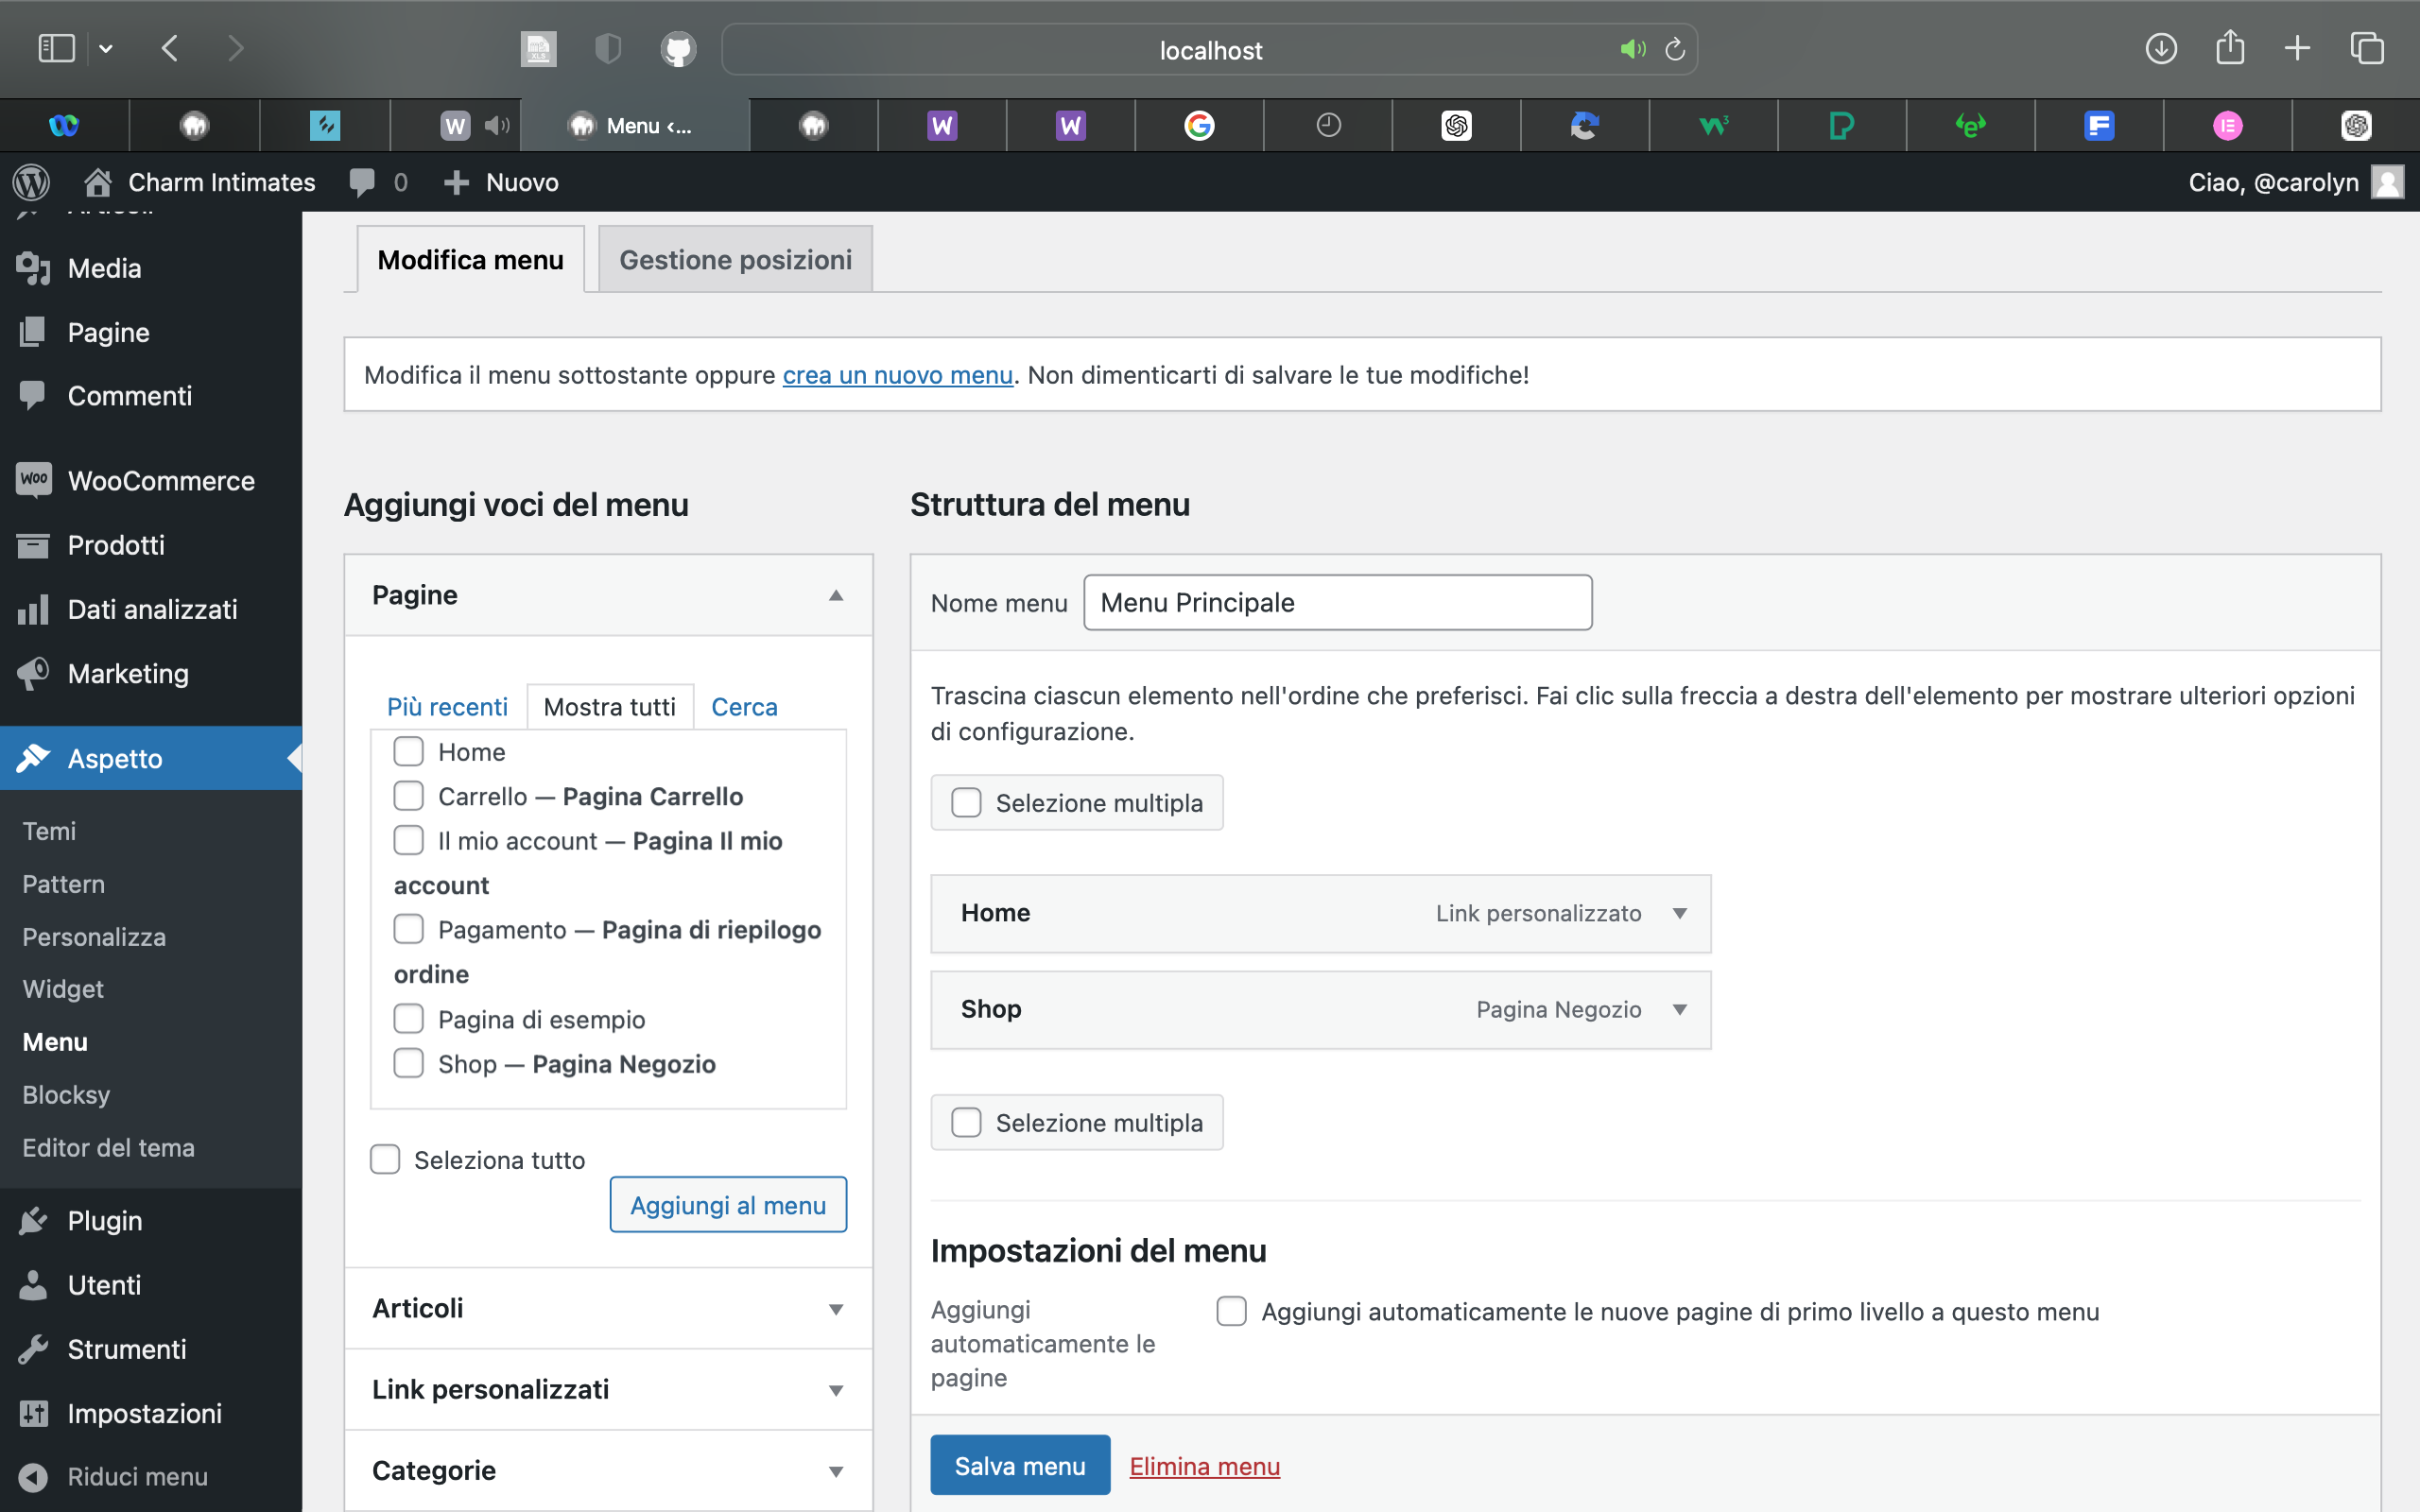 localhost
Menu <...
Charm Intimates
0
Nuovo
Ciao, @carolyn
Articoli
Media
Pagine
Commenti
WooCommerce
Prodotti
Dati analizzati
Marketing
Aspetto
Temi
Pattern
Personalizza
Widget
Menu
Blocksy
Editor del tema
Plugin
Utenti
Strumenti
Impostazioni
Riduci menu
Modifica menu
Gestione posizioni
Modifica il menu sottostante oppure crea un nuovo menu. Non dimenticarti di salvare le tue modifiche!
Aggiungi voci del menu
Pagine
Più recenti
Mostra tutti
Cerca
Home
Carrello — Pagina Carrello
Il mio account — Pagina Il mio
account
Pagamento — Pagina di riepilogo
ordine
Pagina di esempio
Shop — Pagina Negozio
Seleziona tutto
Aggiungi al menu
Articoli
Link personalizzati
Categorie
Struttura del menu
Nome menu
Menu Principale
Trascina ciascun elemento nell'ordine che preferisci. Fai clic sulla freccia a destra dell'elemento per mostrare ulteriori opzioni
di configurazione.
Selezione multipla
Home
Link personalizzato
Shop
Pagina Negozio
Selezione multipla
Impostazioni del menu
Aggiungi
automaticamente le
pagine
Aggiungi automaticamente le nuove pagine di primo livello a questo menu
Salva menu
Elimina menu